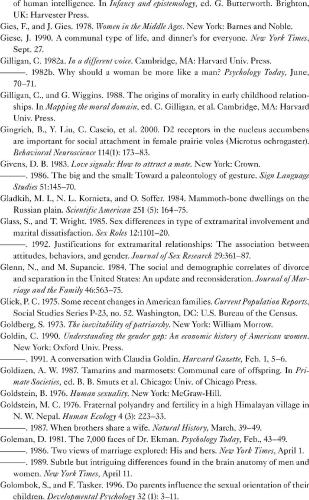 of human intelligence. In Infancy and epistemology, ed. G. Butterworth. Brighton,
UK: Harvester Press.
Gies, F., and J. Gies. 1978. Women in the Middle Ages. New York: Barnes and Noble.
Giese, J. 1990. A communal type of life, and dinner's for everyone. New York Times,
Sept. 27.
Gilligan, C. 1982a. In a different voice. Cambridge, MA: Harvard Univ. Press.
———. 1982b. Why should a woman be more like a man? Psychology Today, June,
70–71.
Gilligan, C., and G. Wiggins. 1988. The origins of morality in early childhood relation-
ships. In Mapping the moral domain, ed. C. Gilligan, et al. Cambridge, MA: Harvard
Univ. Press.
Gingrich, B., Y. Liu, C. Cascio, et al. 2000. D2 receptors in the nucleus accumbens
are important for social attachment in female prairie voles (Microtus ochrogaster).
Behavioral Neuroscience 114(1): 173–83.
Givens, D. B. 1983. Love signals: How to attract a mate. New York: Crown.
———. 1986. The big and the small: Toward a paleontology of gesture. Sign Language
Studies 51:145–70.
Gladkih, M. I., N. L. Kornieta, and O. Soffer. 1984. Mammoth-bone dwellings on the
Russian plain. Scientific American 251 (5): 164–75.
Glass, S., and T. Wright. 1985. Sex differences in type of extramarital involvement and
marital dissatisfaction. Sex Roles 12:1101–20.
———. 1992. Justifications for extramarital relationships: The association between
attitudes, behaviors, and gender. Journal of Sex Research 29:361–87.
Glenn, N., and M. Supancic. 1984. The social and demographic correlates of divorce
and separation in the United States: An update and reconsideration. Journal of Mar-
riage and the Family 46:563–75.
Glick, P. C. 1975. Some recent changes in American families. Current Population Reports,
Social Studies Series P-23, no. 52. Washington, DC: U.S. Bureau of the Census.
Goldberg, S. 1973. The inevitability of patriarchy. New York: William Morrow.
Goldin, C. 1990. Understanding the gender gap: An economic history of American women.
New York: Oxford Univ. Press.
———. 1991. A conversation with Claudia Goldin. Harvard Gazette, Feb. 1, 5–6.
Goldizen, A. W. 1987. Tamarins and marmosets: Communal care of offspring. In Pri-
mate Societies, ed. B. B. Smuts et al. Chicago: Univ. of Chicago Press.
Goldstein, B. 1976. Human sexuality. New York: McGraw-Hill.
Goldstein, M. C. 1976. Fraternal polyandry and fertility in a high Himalayan village in
N. W. Nepal. Human Ecology 4 (3): 223–33.
———. 1987. When brothers share a wife. Natural History, March, 39–49.
Goleman, D. 1981. The 7,000 faces of Dr. Ekman. Psychology Today, Feb., 43–49.
———. 1986. Two views of marriage explored: His and hers. New York Times, April 1.
———. 1989. Subtle but intriguing differences found in the brain anatomy of men and
women. New York Times, April 11.
Golombok, S., and F. Tasker. 1996. Do parents influence the sexual orientation of their
children. Developmental Psychology 32 (1): 3–11.